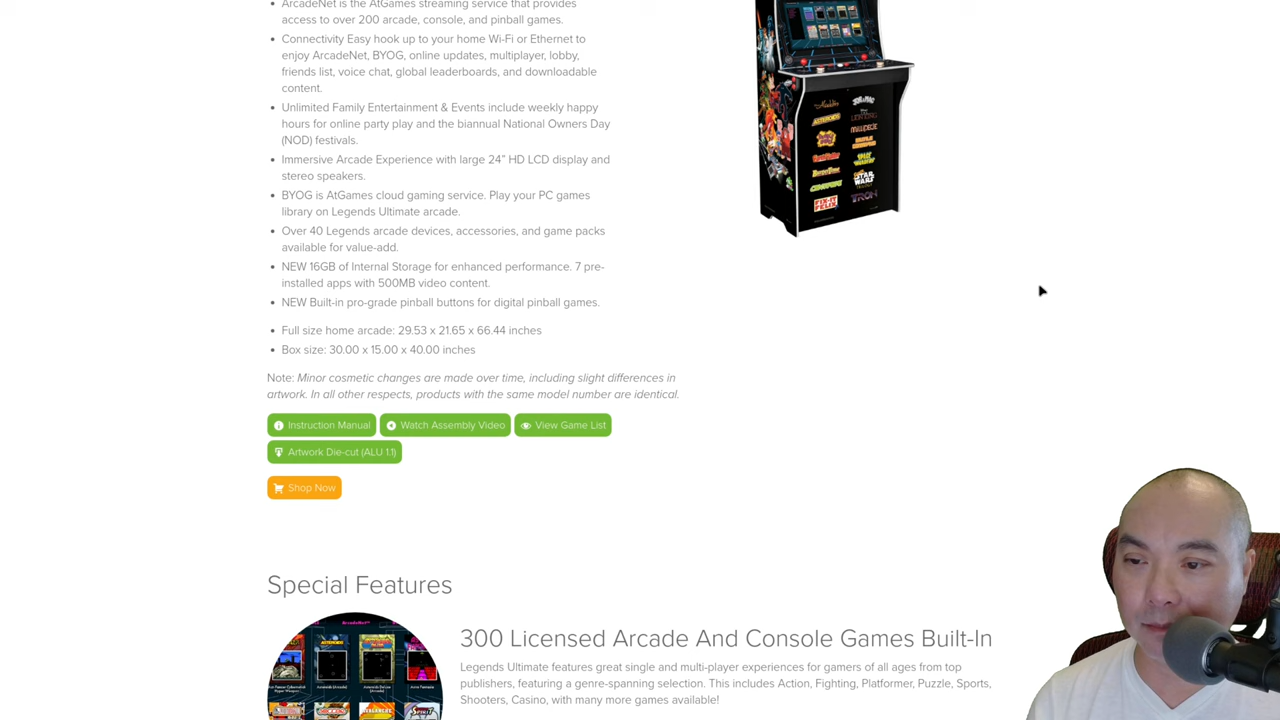 ArcadeNet is the AtGames streaming service that provides
access to over 200 arcade, console, and pinball games.
Connectivity Easy hook up to your home Wi-Fi or Ethernet to
enjoy ArcadeNet, BYOG, online updates, multiplayer, lobby,
friends list, voice chat, global leaderboards, and downloadable
content.
Unlimited Family Entertainment & Events include weekly happy
hours for online party play and the biannual National Owners Day
(NOD) festivals.
Immersive Arcade Experience with large 24” HD LCD display and
stereo speakers.
BYOG is AtGames cloud gaming service. Play your PC games
library on Legends Ultimate arcade.
Over 40 Legends arcade devices, accessories, and game packs
available for value-add.
NEW 16GB of Internal Storage for enhanced performance. 7 pre-
installed apps with 500MB video content.
NEW Built-in pro-grade pinball buttons for digital pinball games.
Full size home arcade: 29.53 x 21.65 x 66.44 inches
Box size: 30.00 x 15.00 x 40.00 inches
Note: Minor cosmetic changes are made over time, including slight differences in
artwork. In all other respects, products with the same model number are identical.
Instruction Manual
Watch Assembly Video
View Game List
Artwork Die-cut (ALU 1.1)
Shop Now
Aladdin
ASTEROIDS
CENTIPEDE
FIX-IT
FELIX
STAR
WARS
TRON
Special Features
300 Licensed Arcade And Console Games Built-In
Legends Ultimate features great single and multi-player experiences for gamers of all ages from top
publishers, featuring a genre-spanning selection. This includes Action, Fighting, Platformer, Puzzle, Sports,
Shooters, Casino, with many more games available!